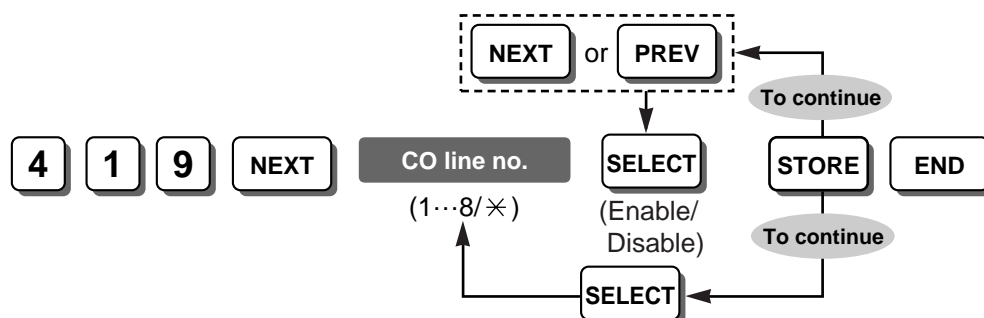 NEXT or PREV
To continue
4 1 9 NEXT CO line no. SELECT STORE END
(1···8/✳) (Enable/
Disable)
To continue
SELECT